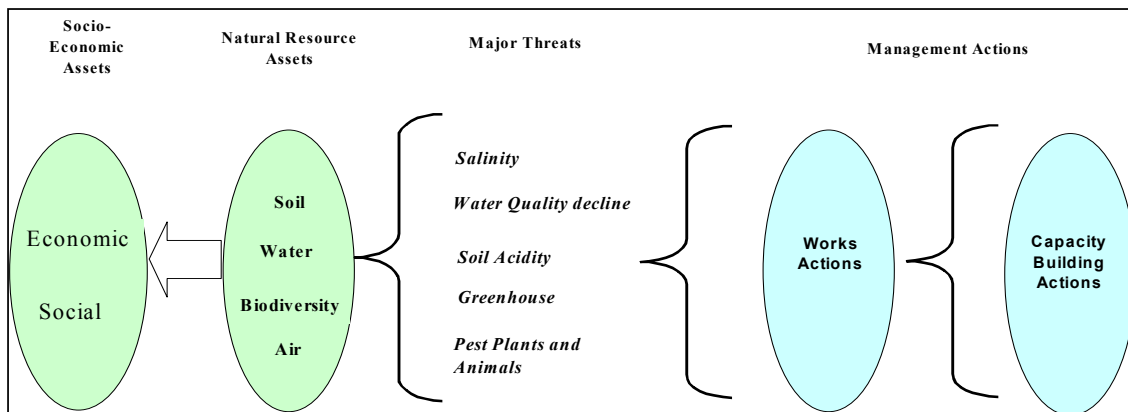 Socio-
Economic
Assets
Natural Resource
Assets
Major Threats
Management Actions
Economic
Social
Soil
Water
Biodiversity
Air
Salinity
Water Quality decline
Soil Acidity
Greenhouse
Pest Plants and
Animals
Works
Actions
Capacity
Building
Actions